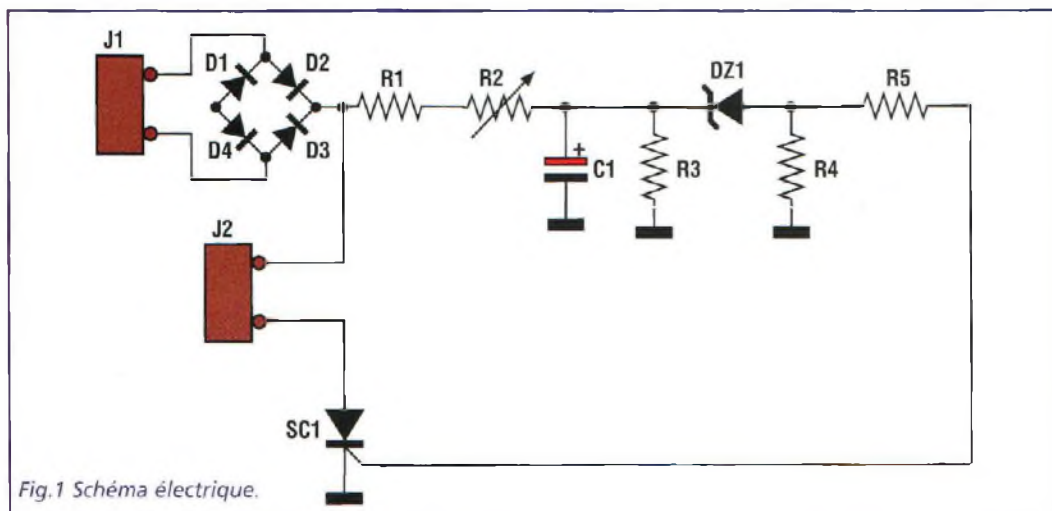 J1
D1
D2
D4
D3
R1
R2
+
C1
R3
DZ1
R4
R5
J2
SC1
Fig.1 Schéma électrique.